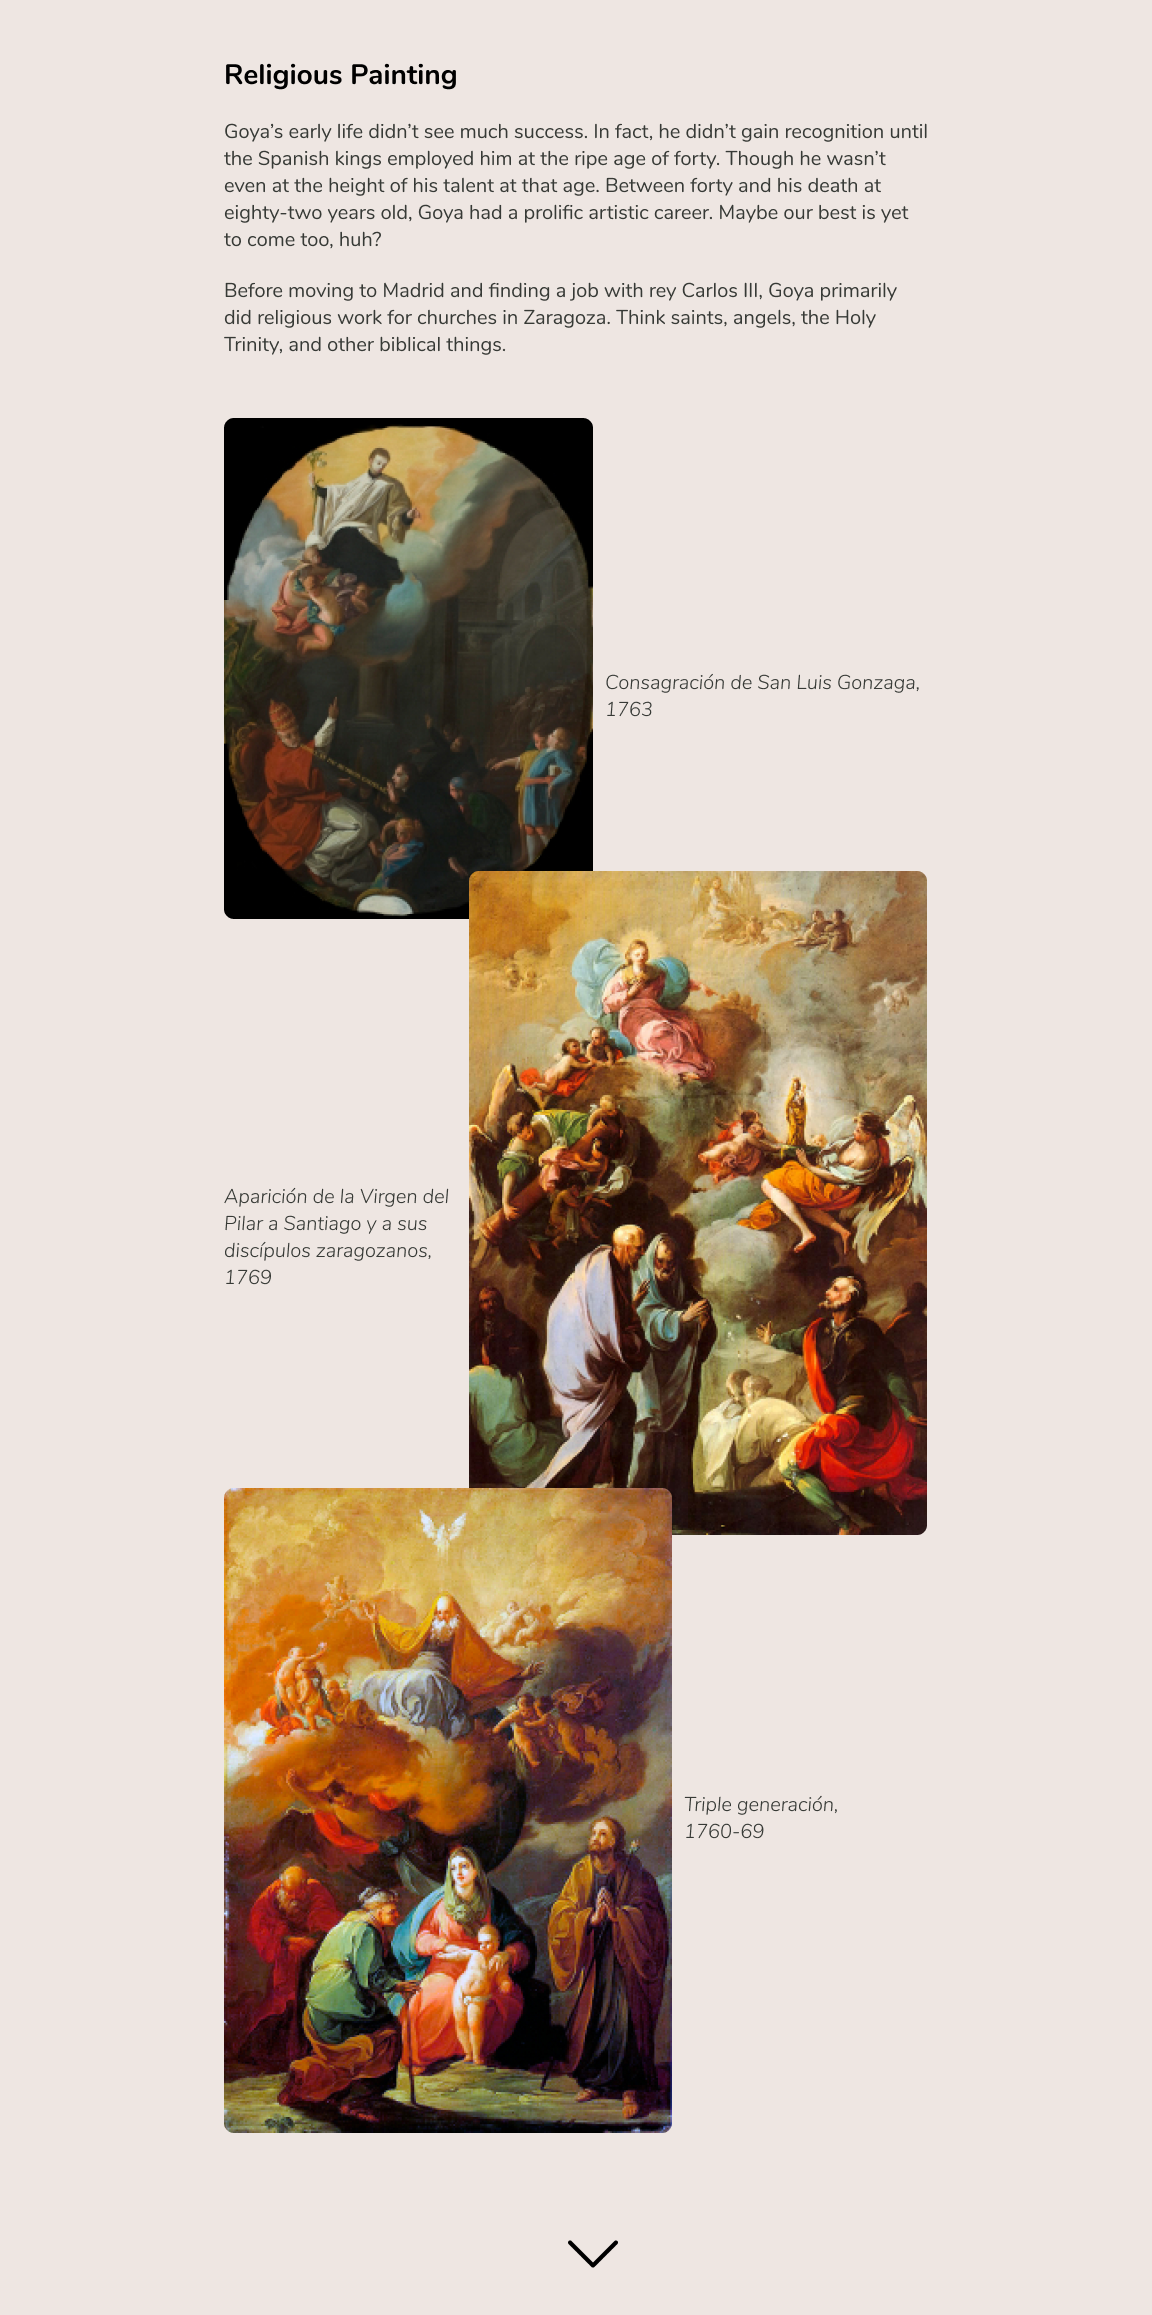 Religious Painting
Goya’s early life didn’t see much success. In fact, he didn’t gain recognition until
the Spanish kings employed him at the ripe age of forty. Though he wasn’t
even at the height of his talent at that age. Between forty and his death at
eighty-two years old, Goya had a prolific artistic career. Maybe our best is yet
to come too, huh?
Before moving to Madrid and finding a job with rey Carlos III, Goya primarily
did religious work for churches in Zaragoza. Think saints, angels, the Holy
Trinity, and other biblical things.
Consagración de San Luis Gonzaga,
1763
Aparición de la Virgen del
Pilar a Santiago y a sus
discípulos zaragozanos,
1769
Triple generación,
1760-69